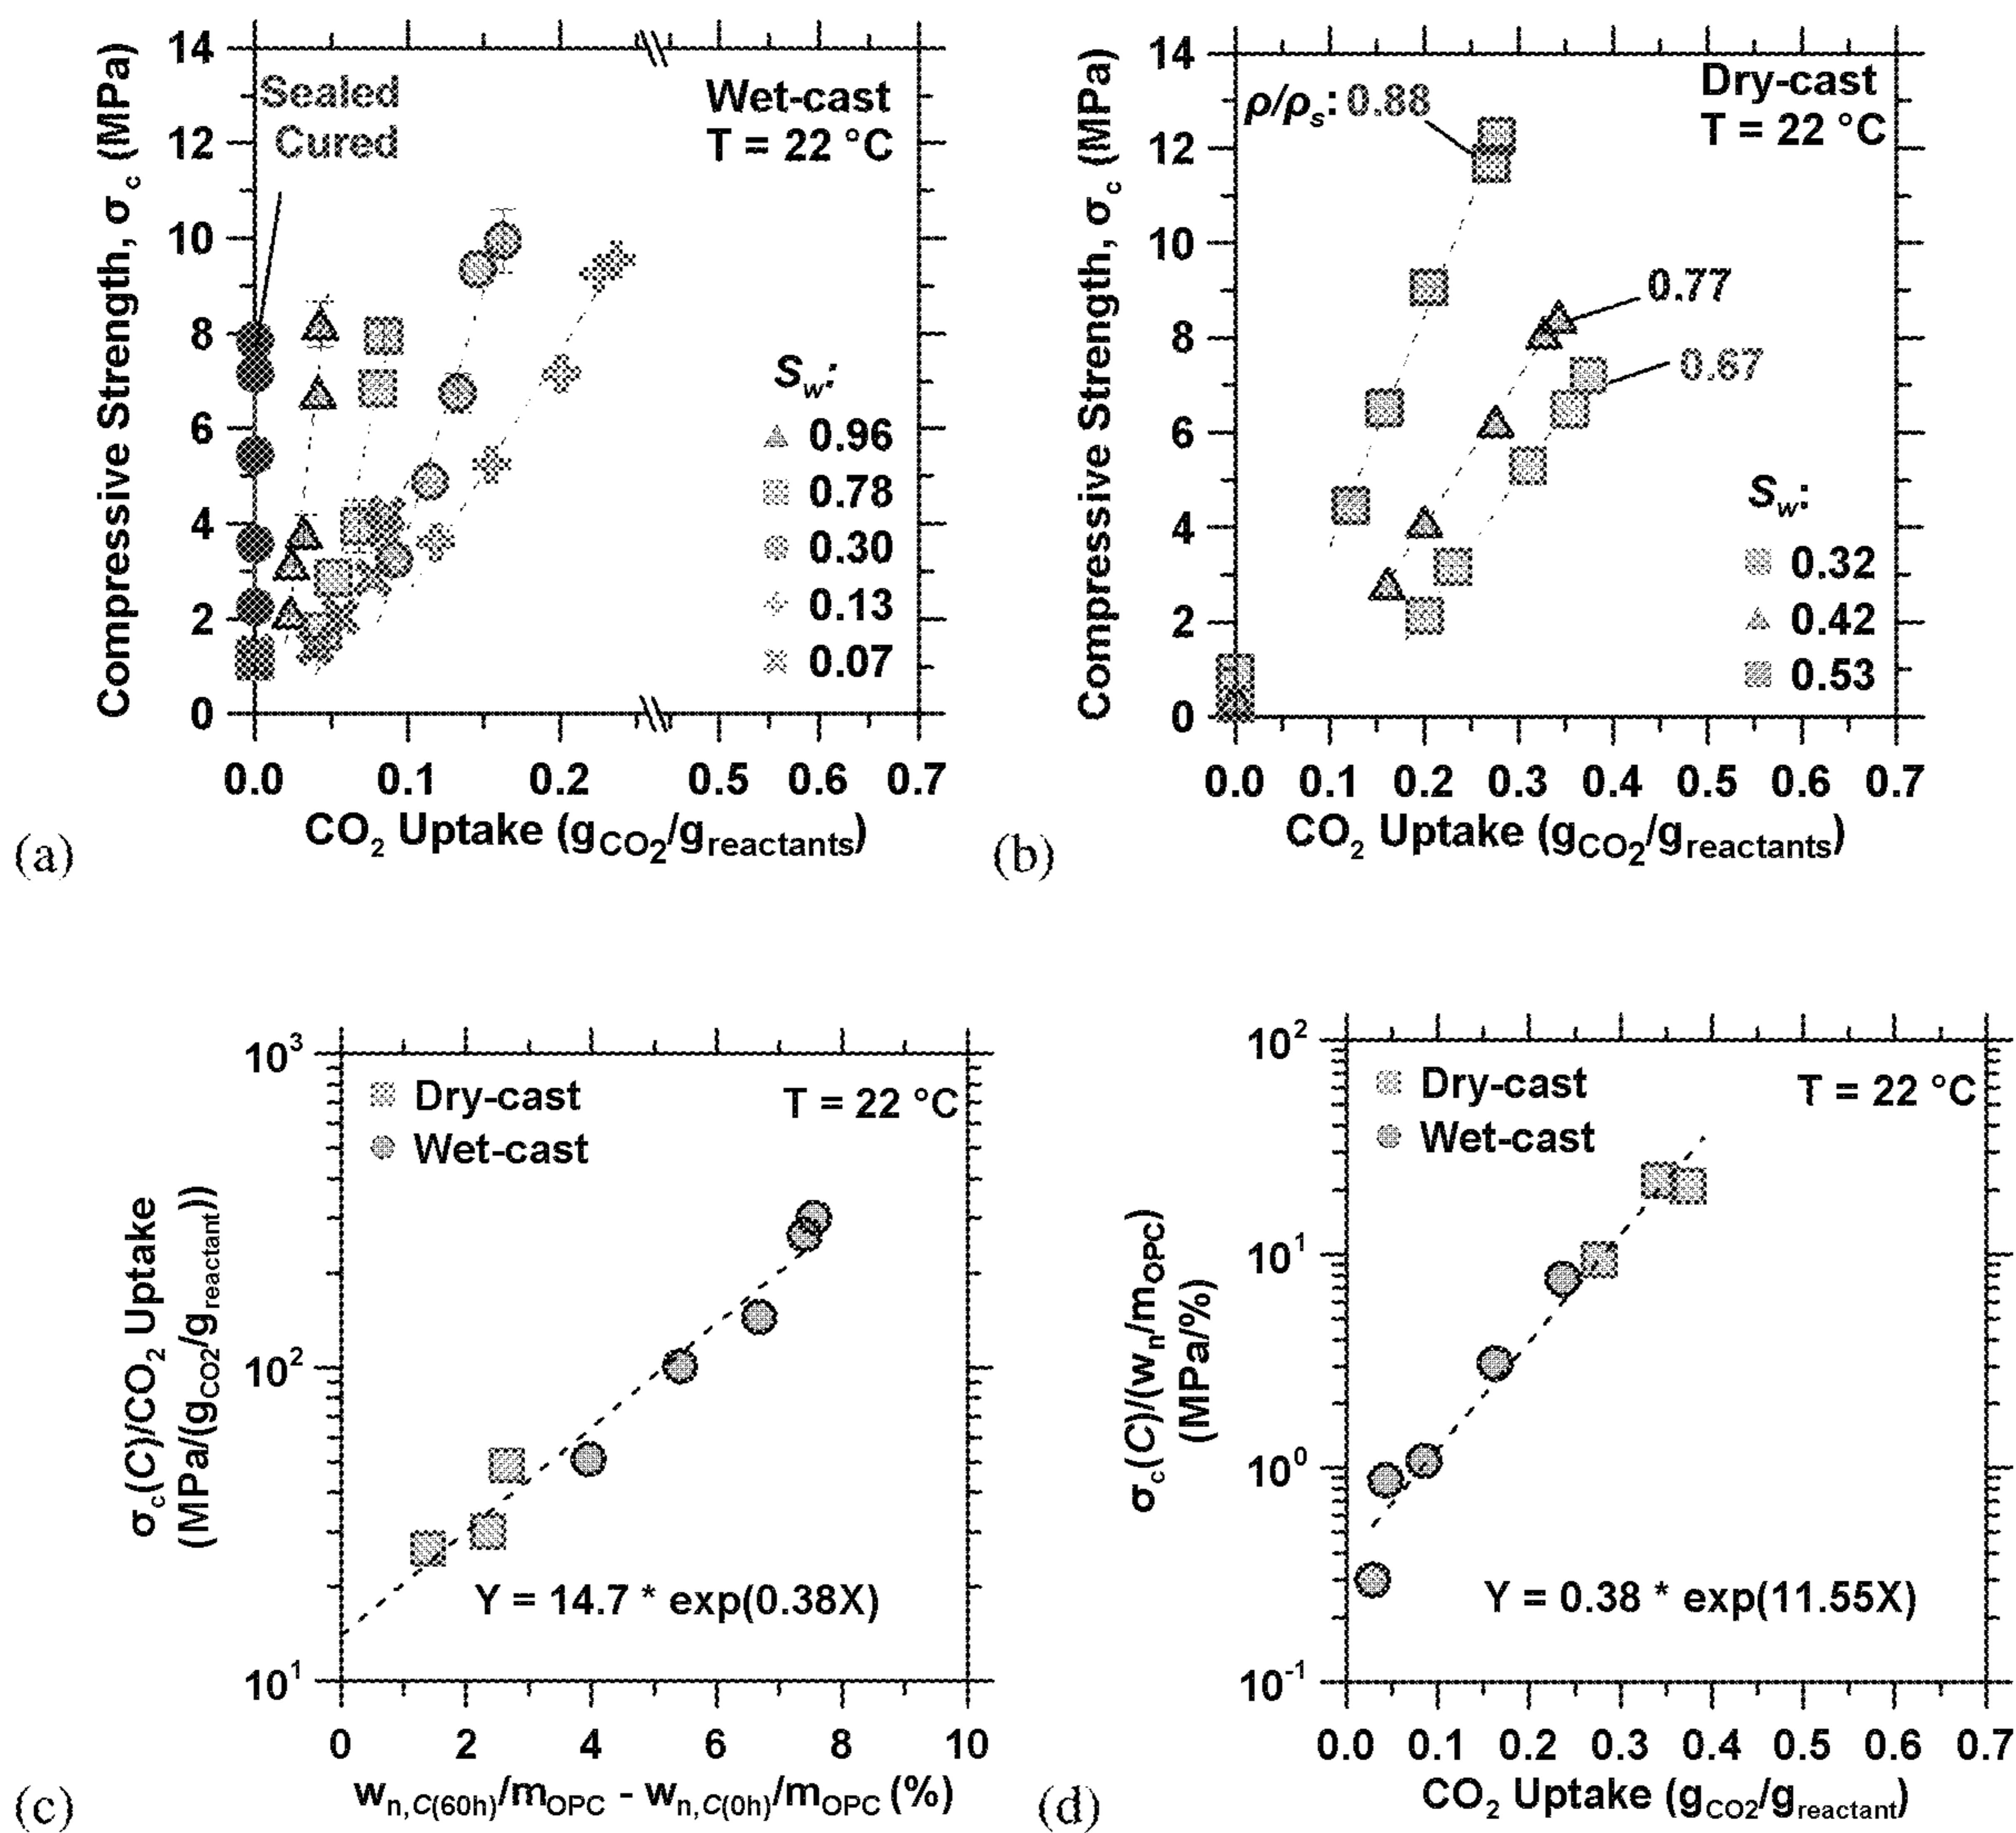 Compressive Strength, σc (MPa)
14
12
10
8
6
4
2
0
Sealed
Cured
Wet-cast
T = 22 °C
Sw:
0.96
0.78
0.30
0.13
0.07
0.0 0.1 0.2 0.5 0.6 0.7
CO2 Uptake (gCO2/greactants)
(a)
Compressive Strength, σc (MPa)
14
12
10
8
6
4
2
0
ρ/ρs: 0.88
Dry-cast
T = 22 °C
0.77
0.67
Sw:
0.32
0.42
0.53
0.0 0.1 0.2 0.3 0.4 0.5 0.6 0.7
CO2 Uptake (gCO2/greactants)
(b)
σc(C)/CO2 Uptake
(MPa/(gCO2/greactant))
10³
10²
10¹
Dry-cast
Wet-cast
T = 22 °C
Y = 14.7 * exp(0.38X)
0 2 4 6 8 10
wn,C(60h)/mOPC - wn,C(0h)/mOPC (%)
(c)
σc(C)/(wn/mOPC)
(MPa/%)
10²
10¹
10⁰
10⁻¹
Dry-cast
Wet-cast
T = 22 °C
Y = 0.38 * exp(11.55X)
0.0 0.1 0.2 0.3 0.4 0.5 0.6 0.7
CO2 Uptake (gCO2/greactant)
(d)